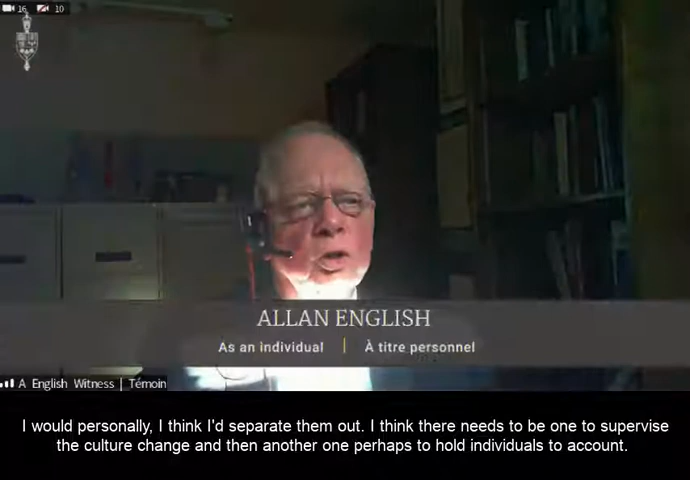 16 10
ALLAN ENGLISH
As an individual | À titre personnel
A English Witness | Témoin
I would personally, I think I'd separate them out. I think there needs to be one to supervise
the culture change and then another one perhaps to hold individuals to account.